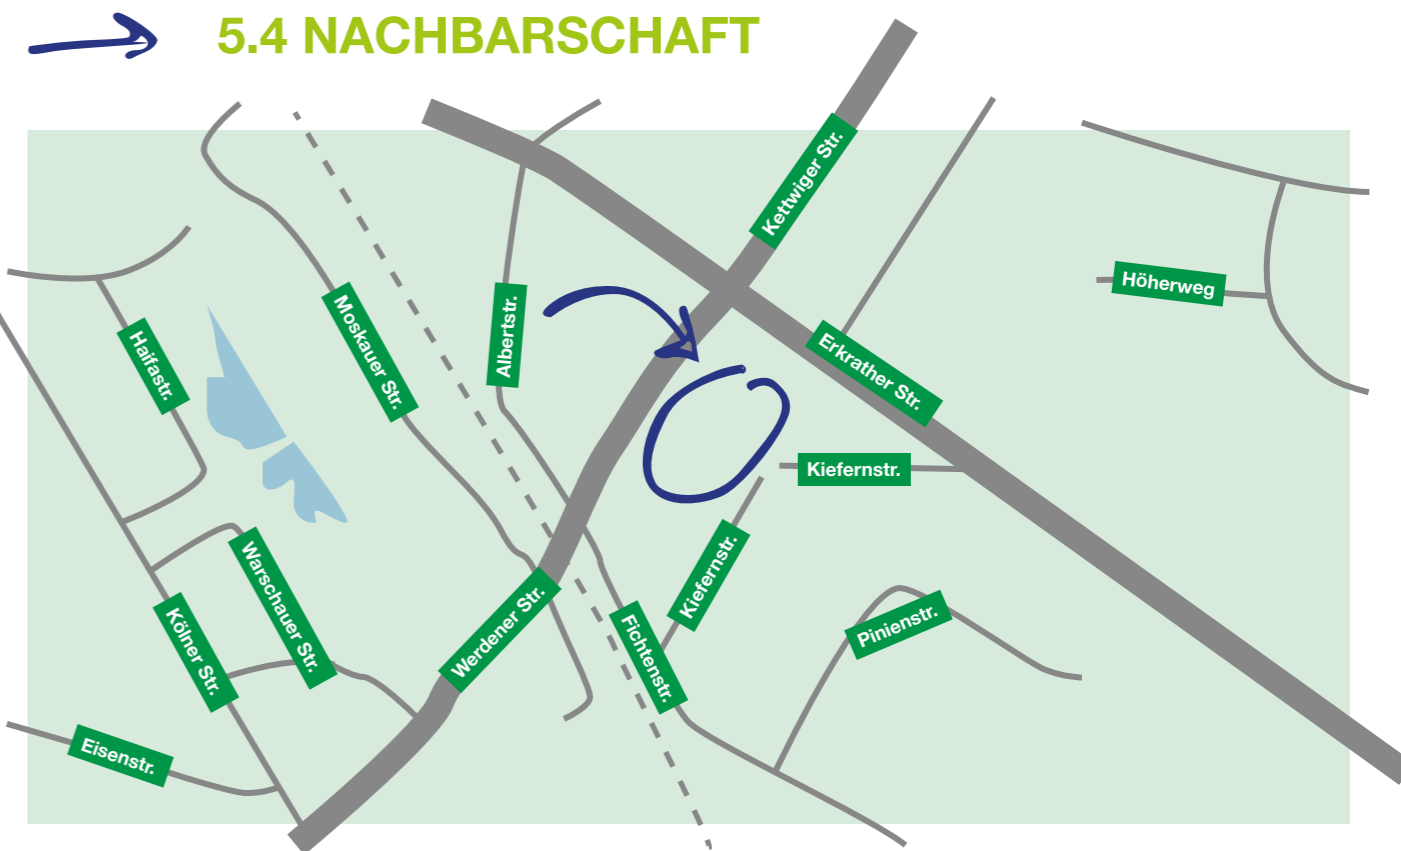 5.4 NACHBARSCHAFT
Kettwiger Str.
Höherweg
Albertstr.
Moskauer Str.
Haifastr.
Erkrather Str.
Kiefernstr.
Kiefernstr.
Warschauer Str.
Werdener Str.
Pinienstr.
Kölner Str.
Fichtenstr.
Eisenstr.